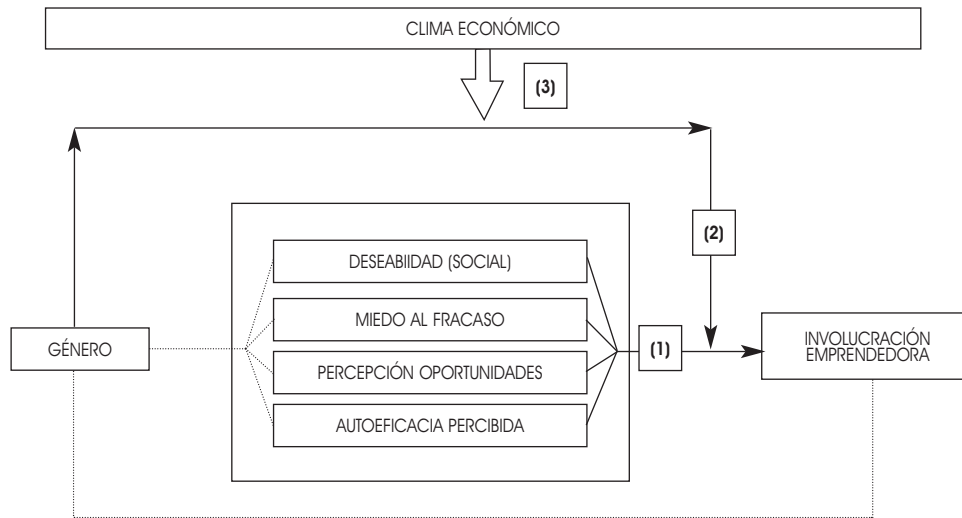 CLIMA ECONÓMICO
(3)
(2)
DESEABIIDAD (SOCIAL)
MIEDO AL FRACASO
GÉNERO
(1)
INVOLUCRACIÓN
EMPRENDEDORA
PERCEPCIÓN OPORTUNIDADES
AUTOEFICACIA PERCIBIDA